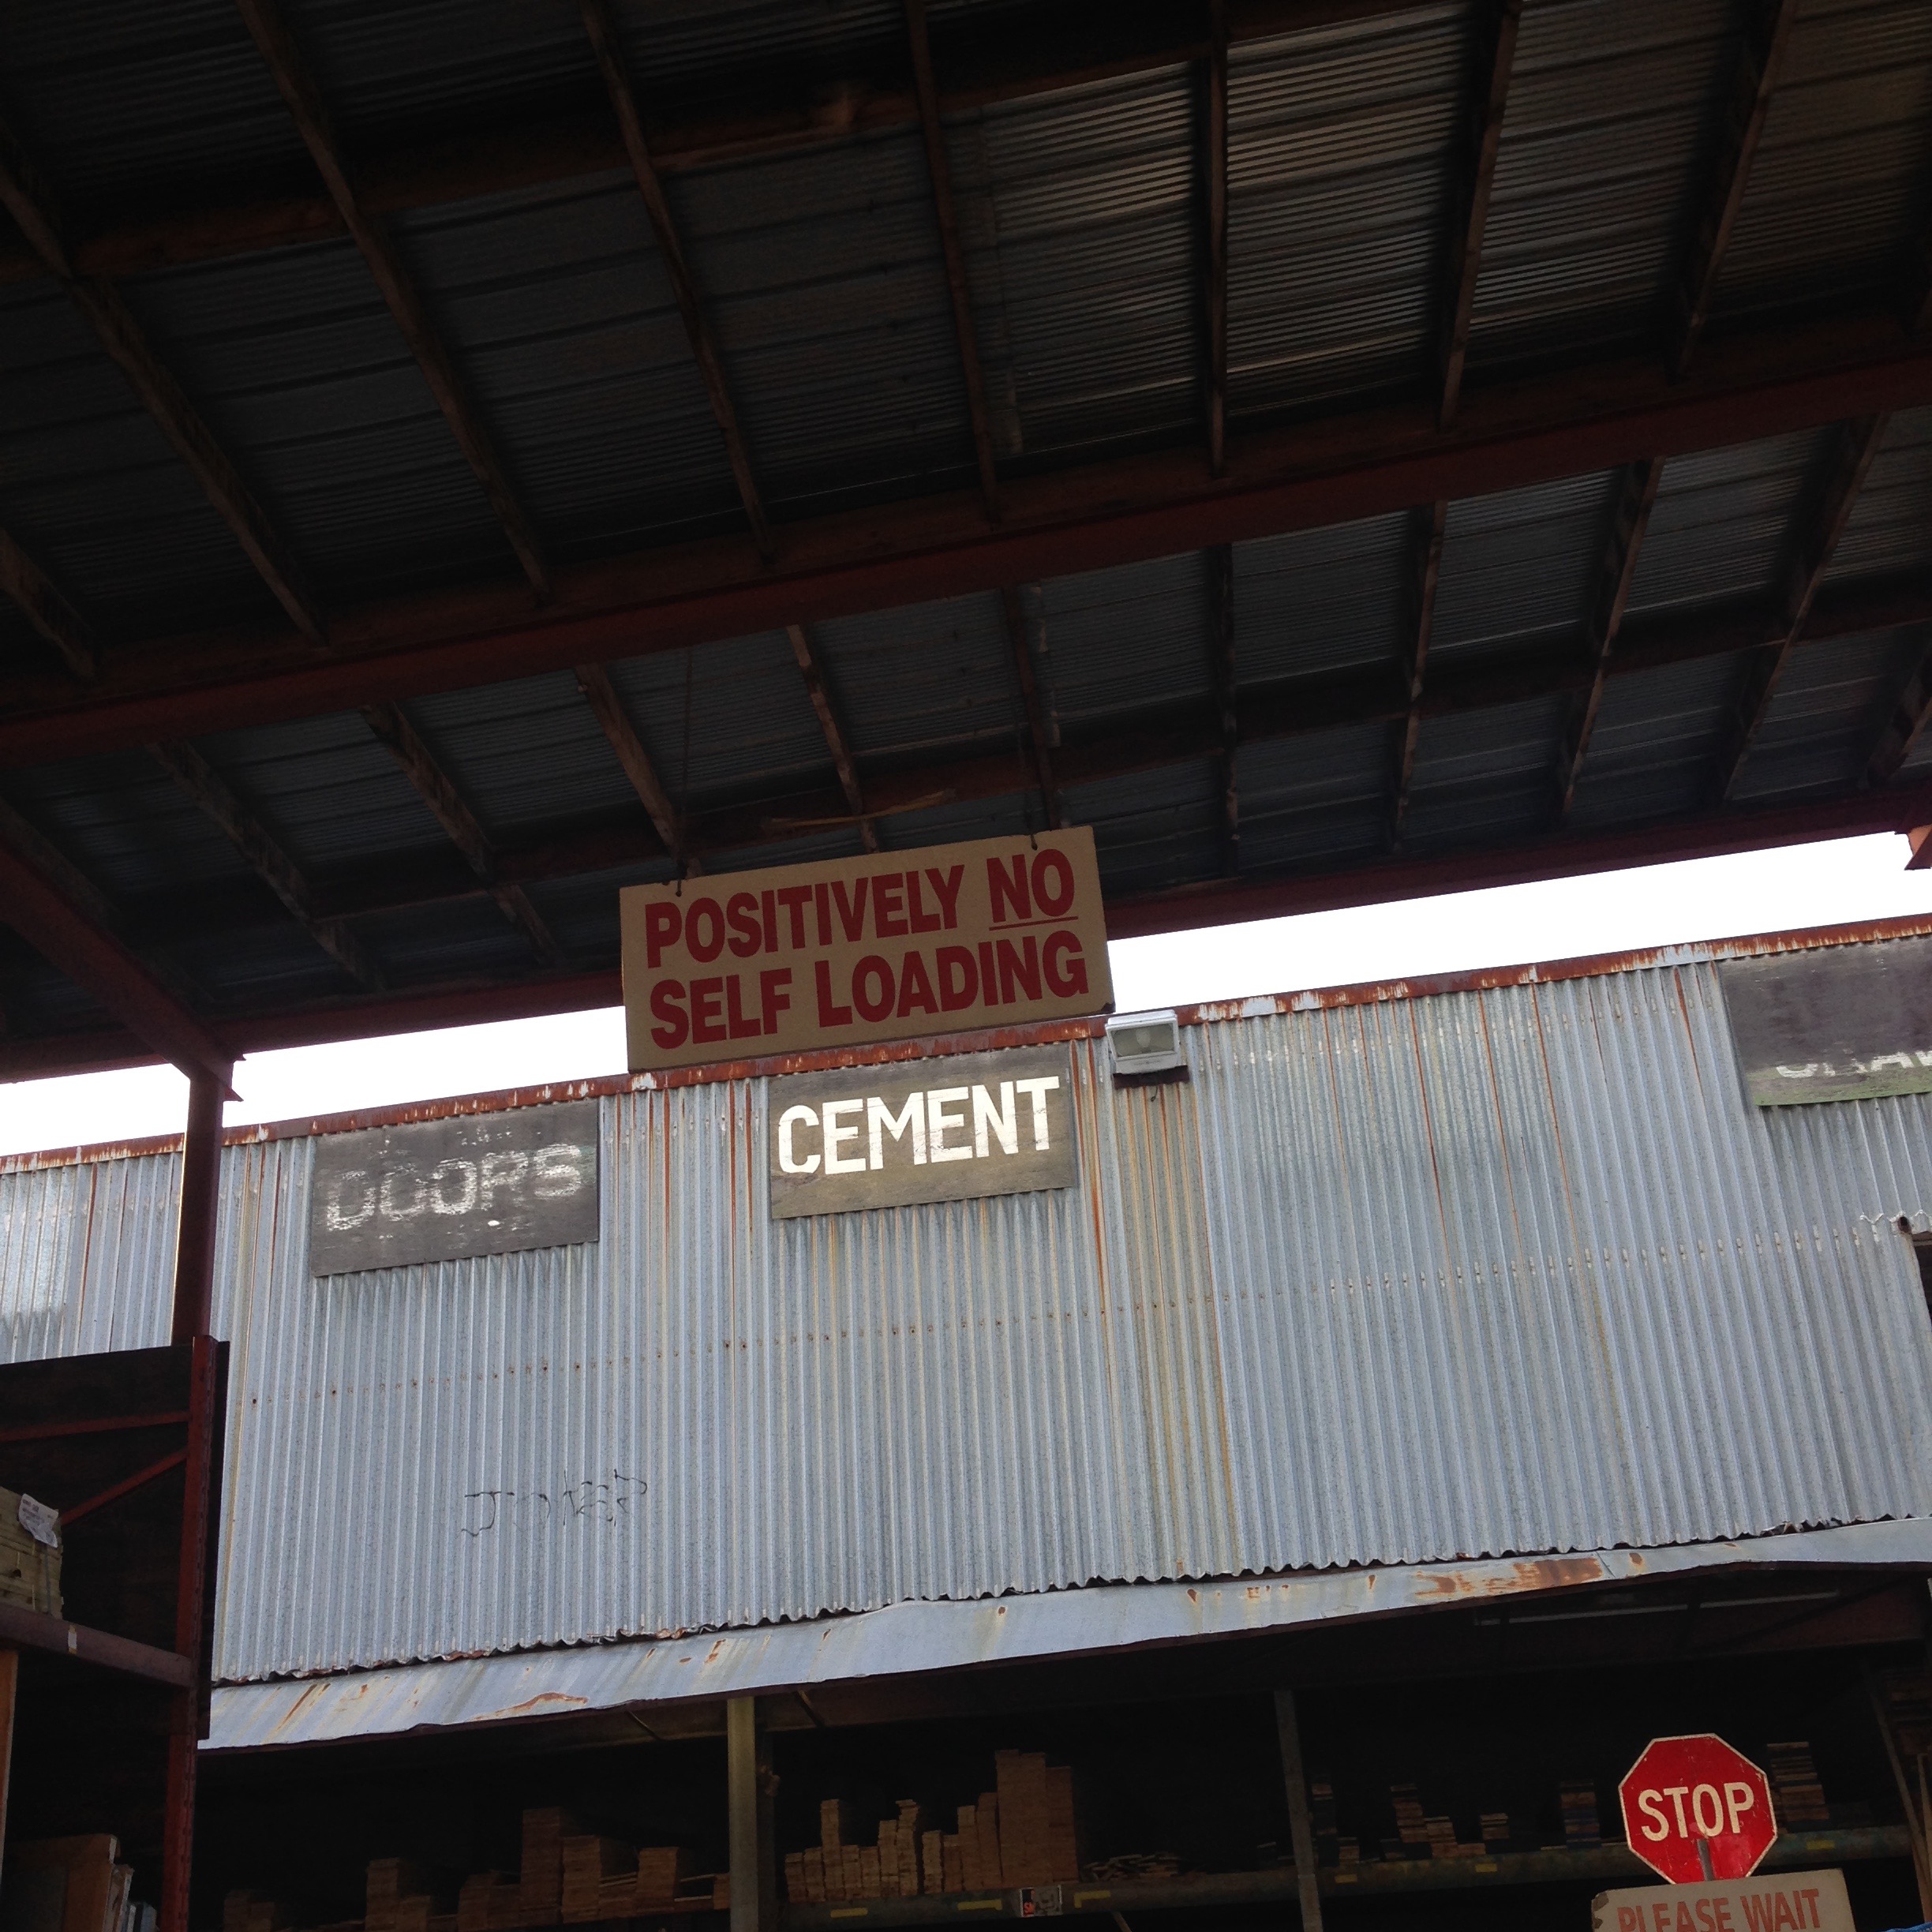 POSITIVELY NO
SELF LOADING
CEMENT
DOORS
STOP
PLEASE WAIT